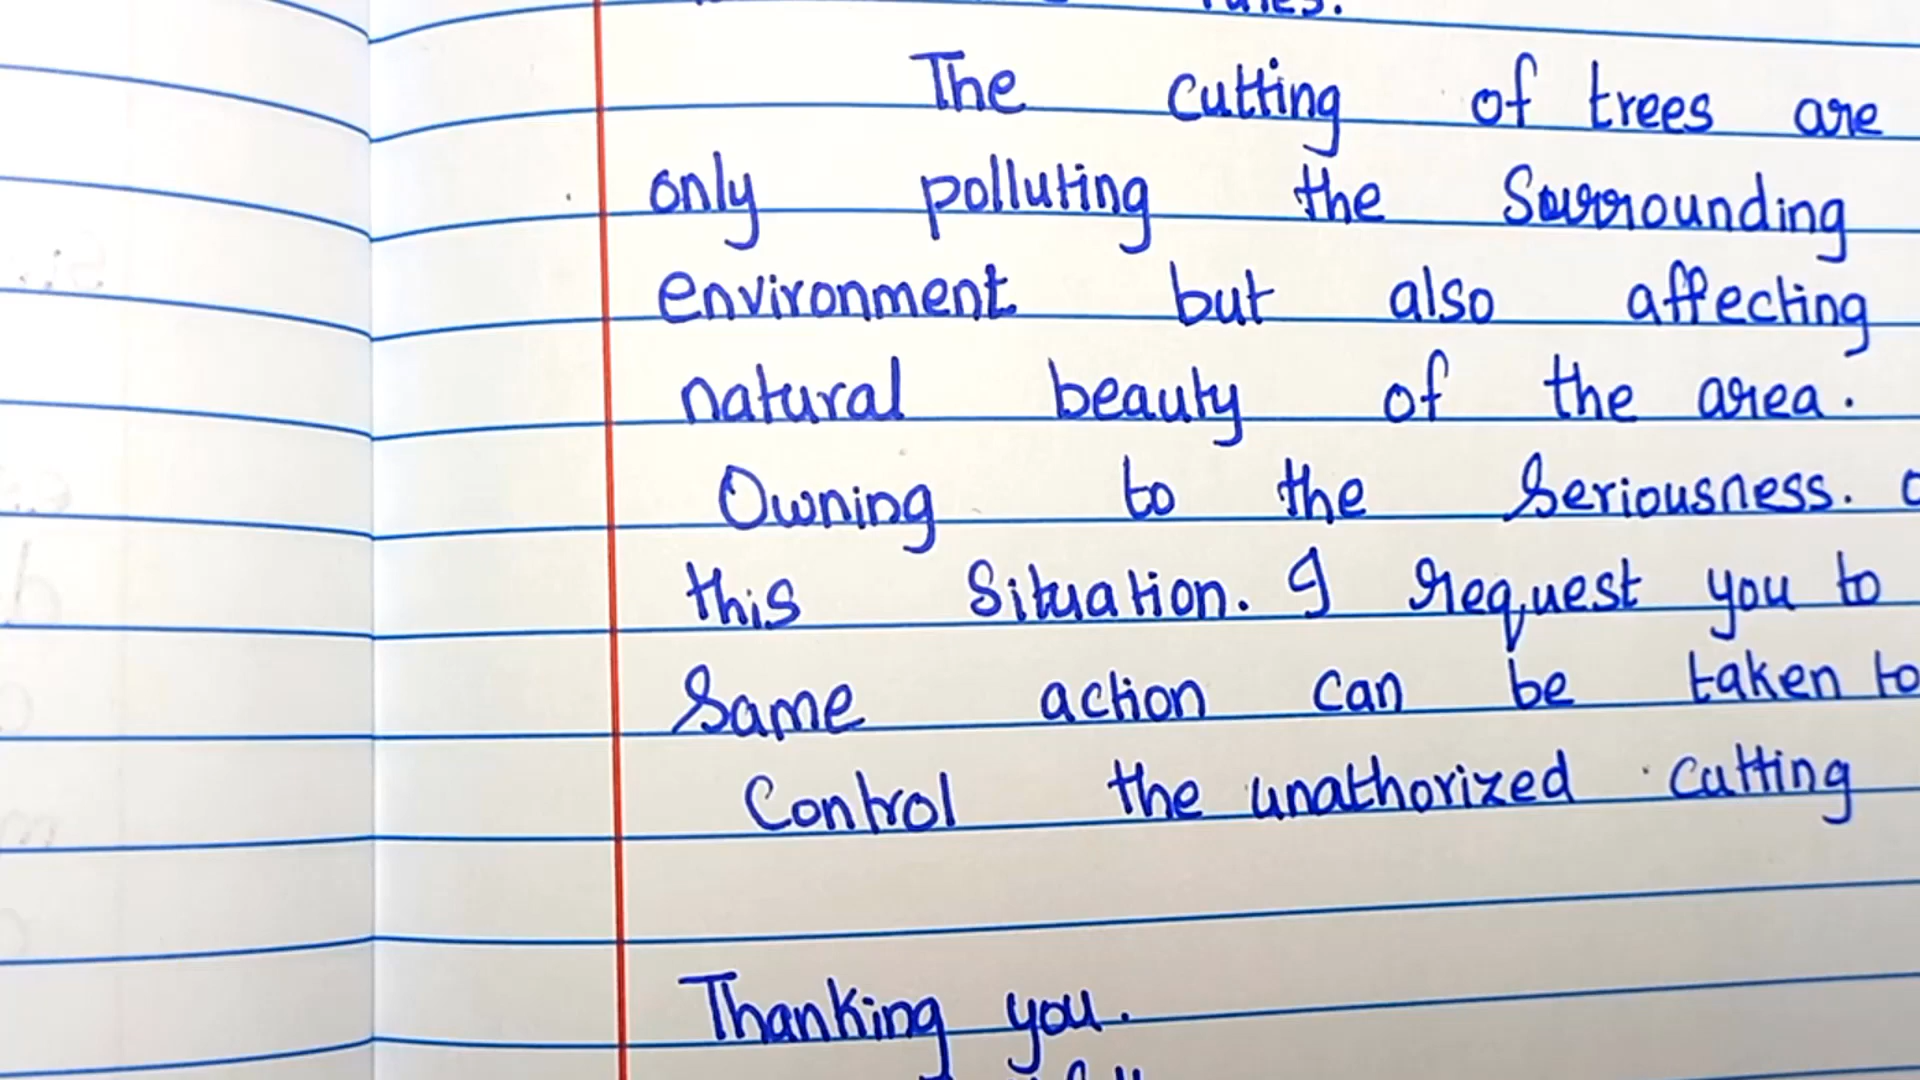 rules.
The cutting of trees are
only polluting the Surrounding
environment but also affecting
natural beauty of the area.
Owning to the Seriousness.
this Situation. I request you to
Same action can be taken to
Control the unathorized cutting
Thanking you.